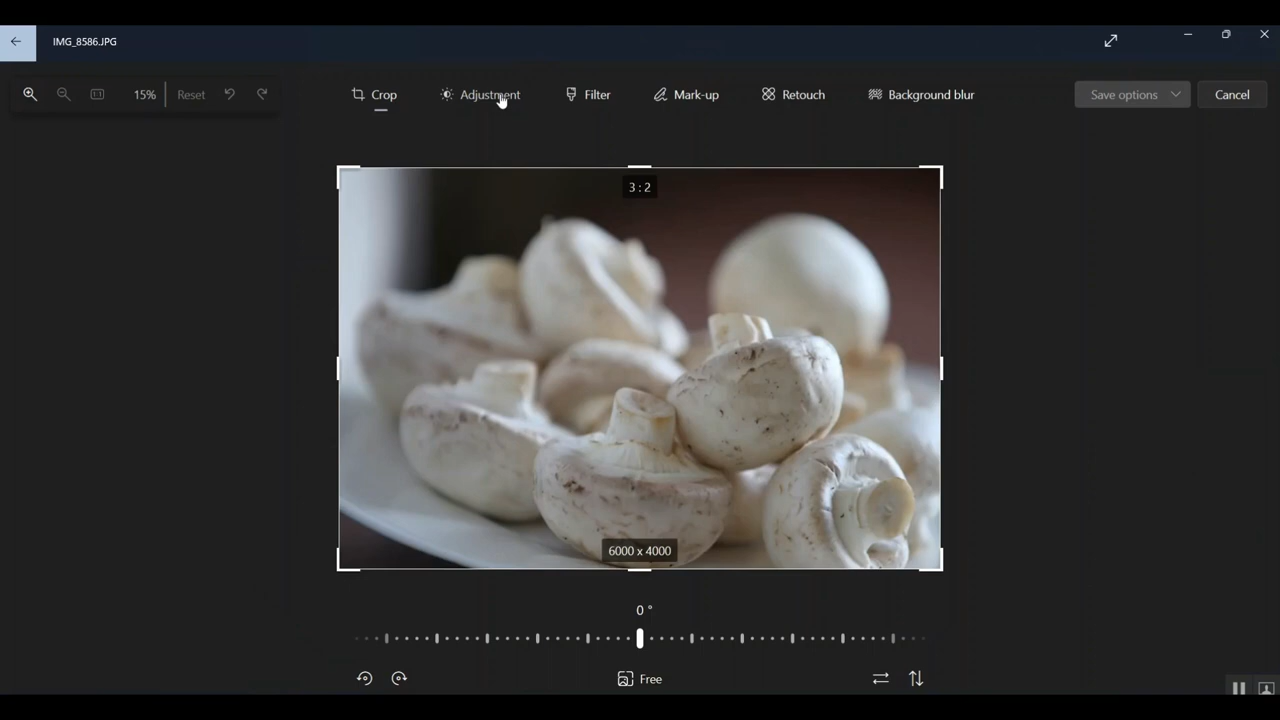 IMG_8586.JPG
15% Reset
Crop Adjustment Filter Mark-up Retouch Background blur
Save options Cancel
3 : 2
6000 x 4000
0 °
Free